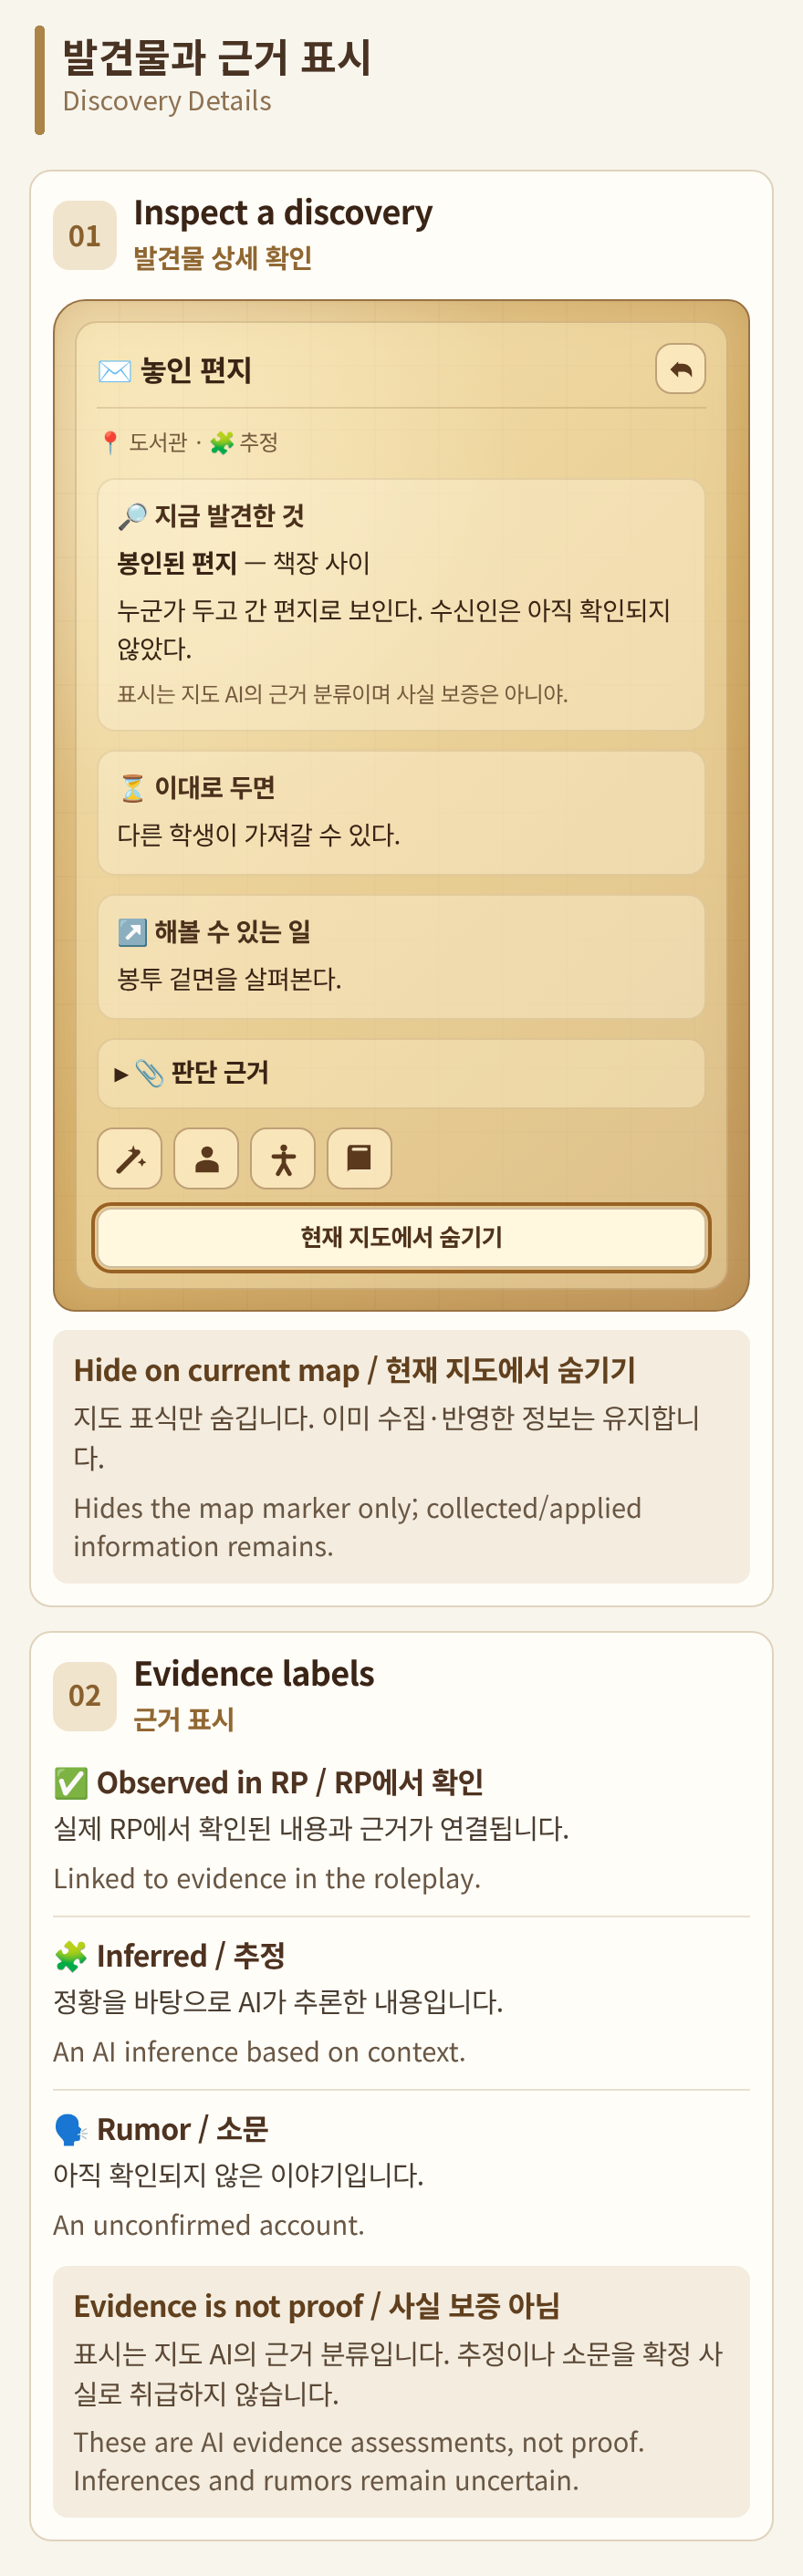 발견물과 근거 표시
Discovery Details
01
Inspect a discovery
발견물 상세 확인
✉️ 놓인 편지
📍 도서관 · 🧩 추정
🔎 지금 발견한 것
봉인된 편지 — 책장 사이
누군가 두고 간 편지로 보인다. 수신인은 아직 확인되지
않았다.
표시는 지도 AI의 근거 분류이며 사실 보증은 아니야.
⏳ 이대로 두면
다른 학생이 가져갈 수 있다.
↗️ 해볼 수 있는 일
봉투 겉면을 살펴본다.
▸ 📎 판단 근거
현재 지도에서 숨기기
Hide on current map / 현재 지도에서 숨기기
지도 표식만 숨깁니다. 이미 수집·반영한 정보는 유지합니
다.
Hides the map marker only; collected/applied
information remains.
02
Evidence labels
근거 표시
✅ Observed in RP / RP에서 확인
실제 RP에서 확인된 내용과 근거가 연결됩니다.
Linked to evidence in the roleplay.
🧩 Inferred / 추정
정황을 바탕으로 AI가 추론한 내용입니다.
An AI inference based on context.
🗣️ Rumor / 소문
아직 확인되지 않은 이야기입니다.
An unconfirmed account.
Evidence is not proof / 사실 보증 아님
표시는 지도 AI의 근거 분류입니다. 추정이나 소문을 확정 사
실로 취급하지 않습니다.
These are AI evidence assessments, not proof.
Inferences and rumors remain uncertain.